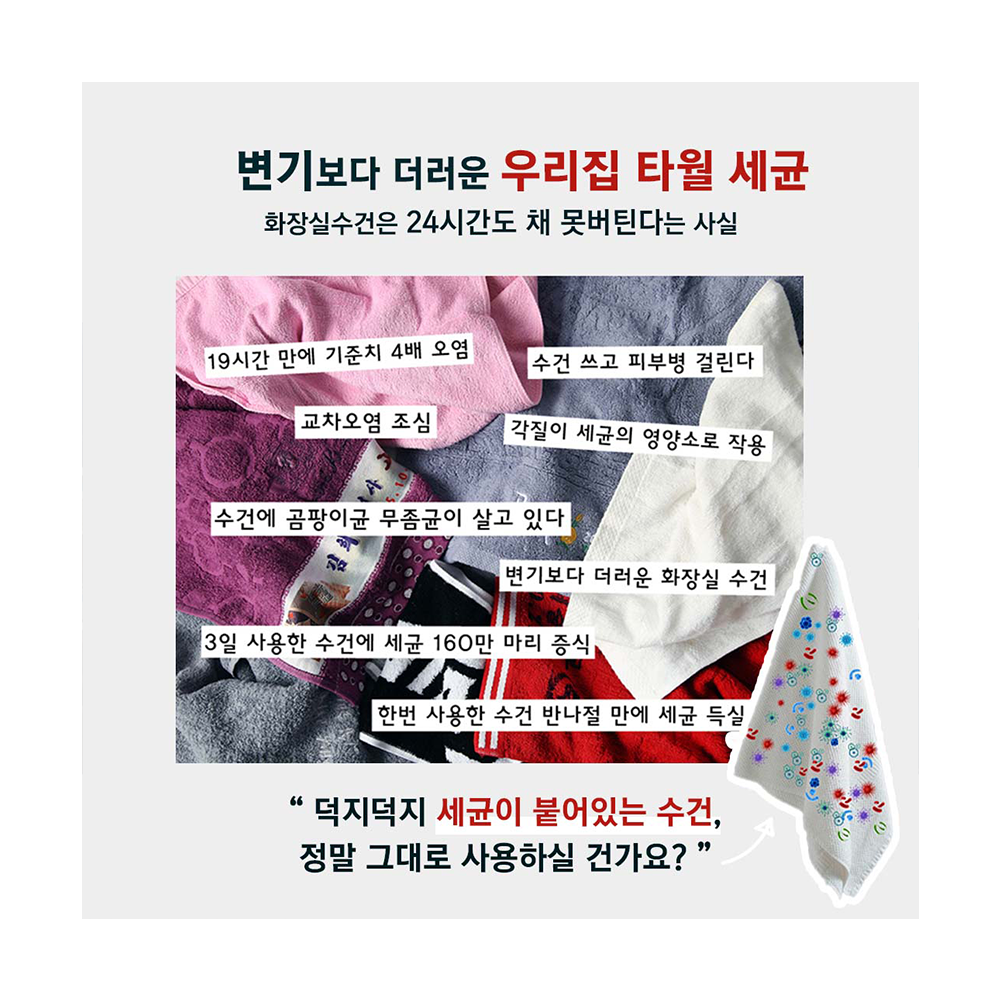 변기보다 더러운 우리집 타월 세균
화장실수건은 24시간도 채 못버틴다는 사실
19시간 만에 기준치 4배 오염
수건 쓰고 피부병 걸린다
교차오염 조심
각질이 세균의 영양소로 작용
수건에 곰팡이균 무좀균이 살고 있다
변기보다 더러운 화장실 수건
3일 사용한 수건에 세균 160만 마리 증식
한번 사용한 수건 반나절 만에 세균 득실
“ 덕지덕지 세균이 붙어있는 수건,
정말 그대로 사용하실 건가요? ”